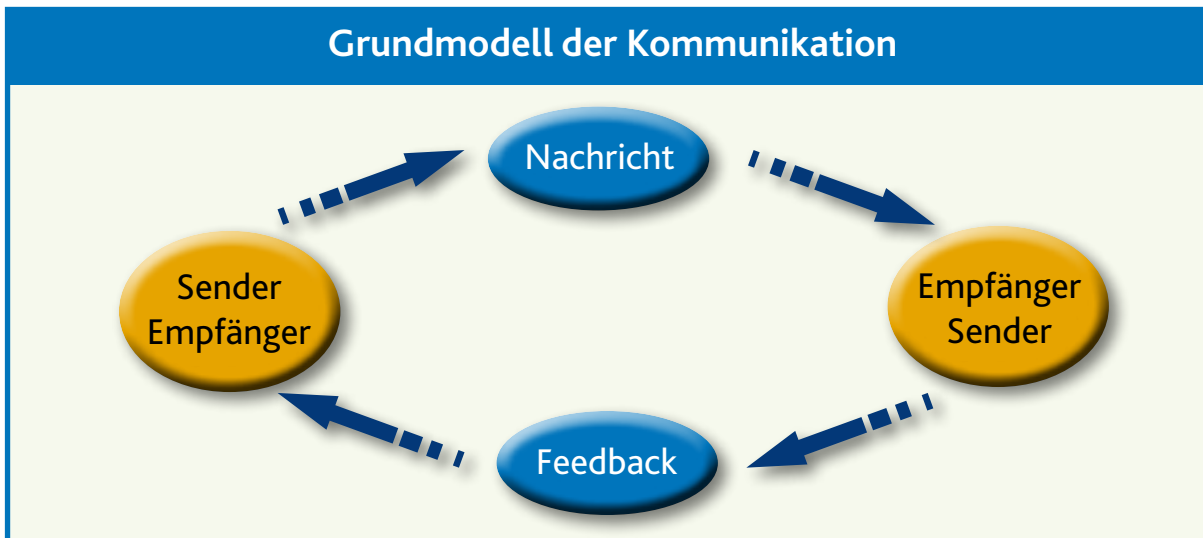 Grundmodell der Kommunikation
Nachricht
Sender
Empfänger
Empfänger
Sender
Feedback